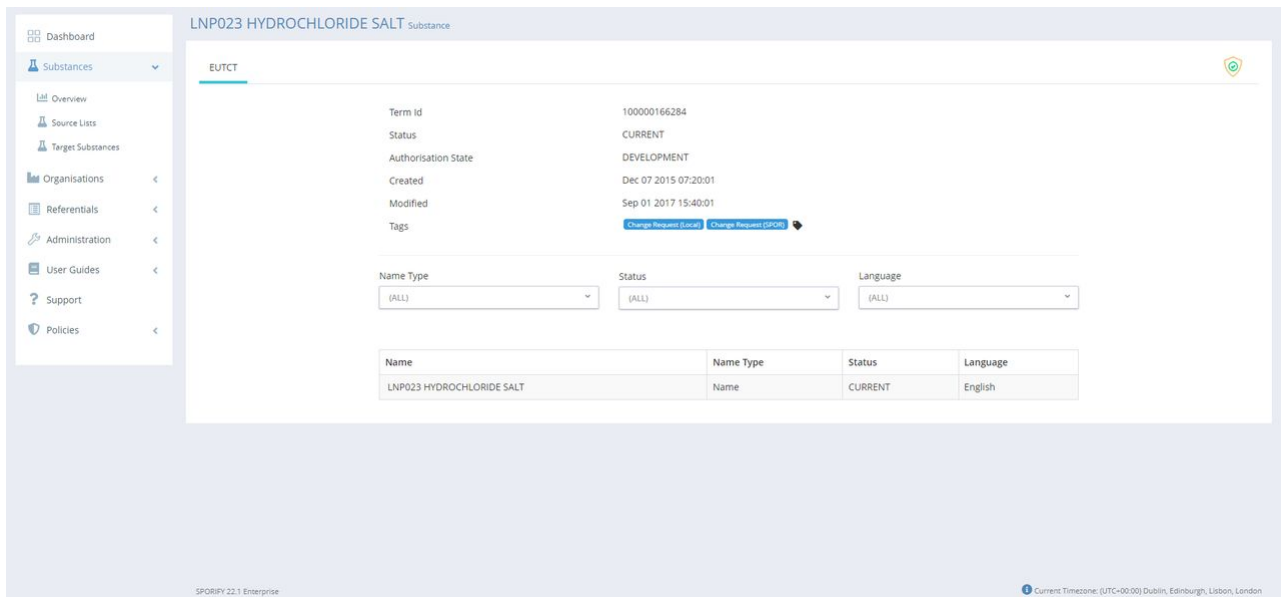 LNP023 HYDROCHLORIDE SALT Substance
Dashboard
Substances
Overview
Source Lists
Target Substances
Organisations
Referentials
Administration
User Guides
Support
Policies
EUTCT
Term Id 100000166284
Status CURRENT
Authorisation State DEVELOPMENT
Created Dec 07 2015 07:20:01
Modified Sep 01 2017 15:40:01
Tags Change Request (Local) Change Request (SPOR)
Name Type Status Language
(ALL) (ALL) (ALL)
Name Name Type Status Language
LNP023 HYDROCHLORIDE SALT Name CURRENT English
SPORIFY 22.1 Enterprise
Current Timezone: (UTC+00:00) Dublin, Edinburgh, Lisbon, London